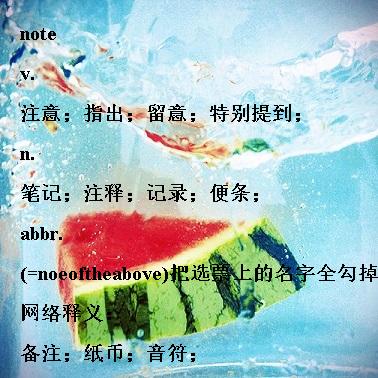 note
v.
注意；指出；留意；特别提到；
n.
笔记；注释；记录；便条；
abbr.
(=noeoftheabove)把选票上的名字全勾掉
网络释义
备注；纸币；音符；